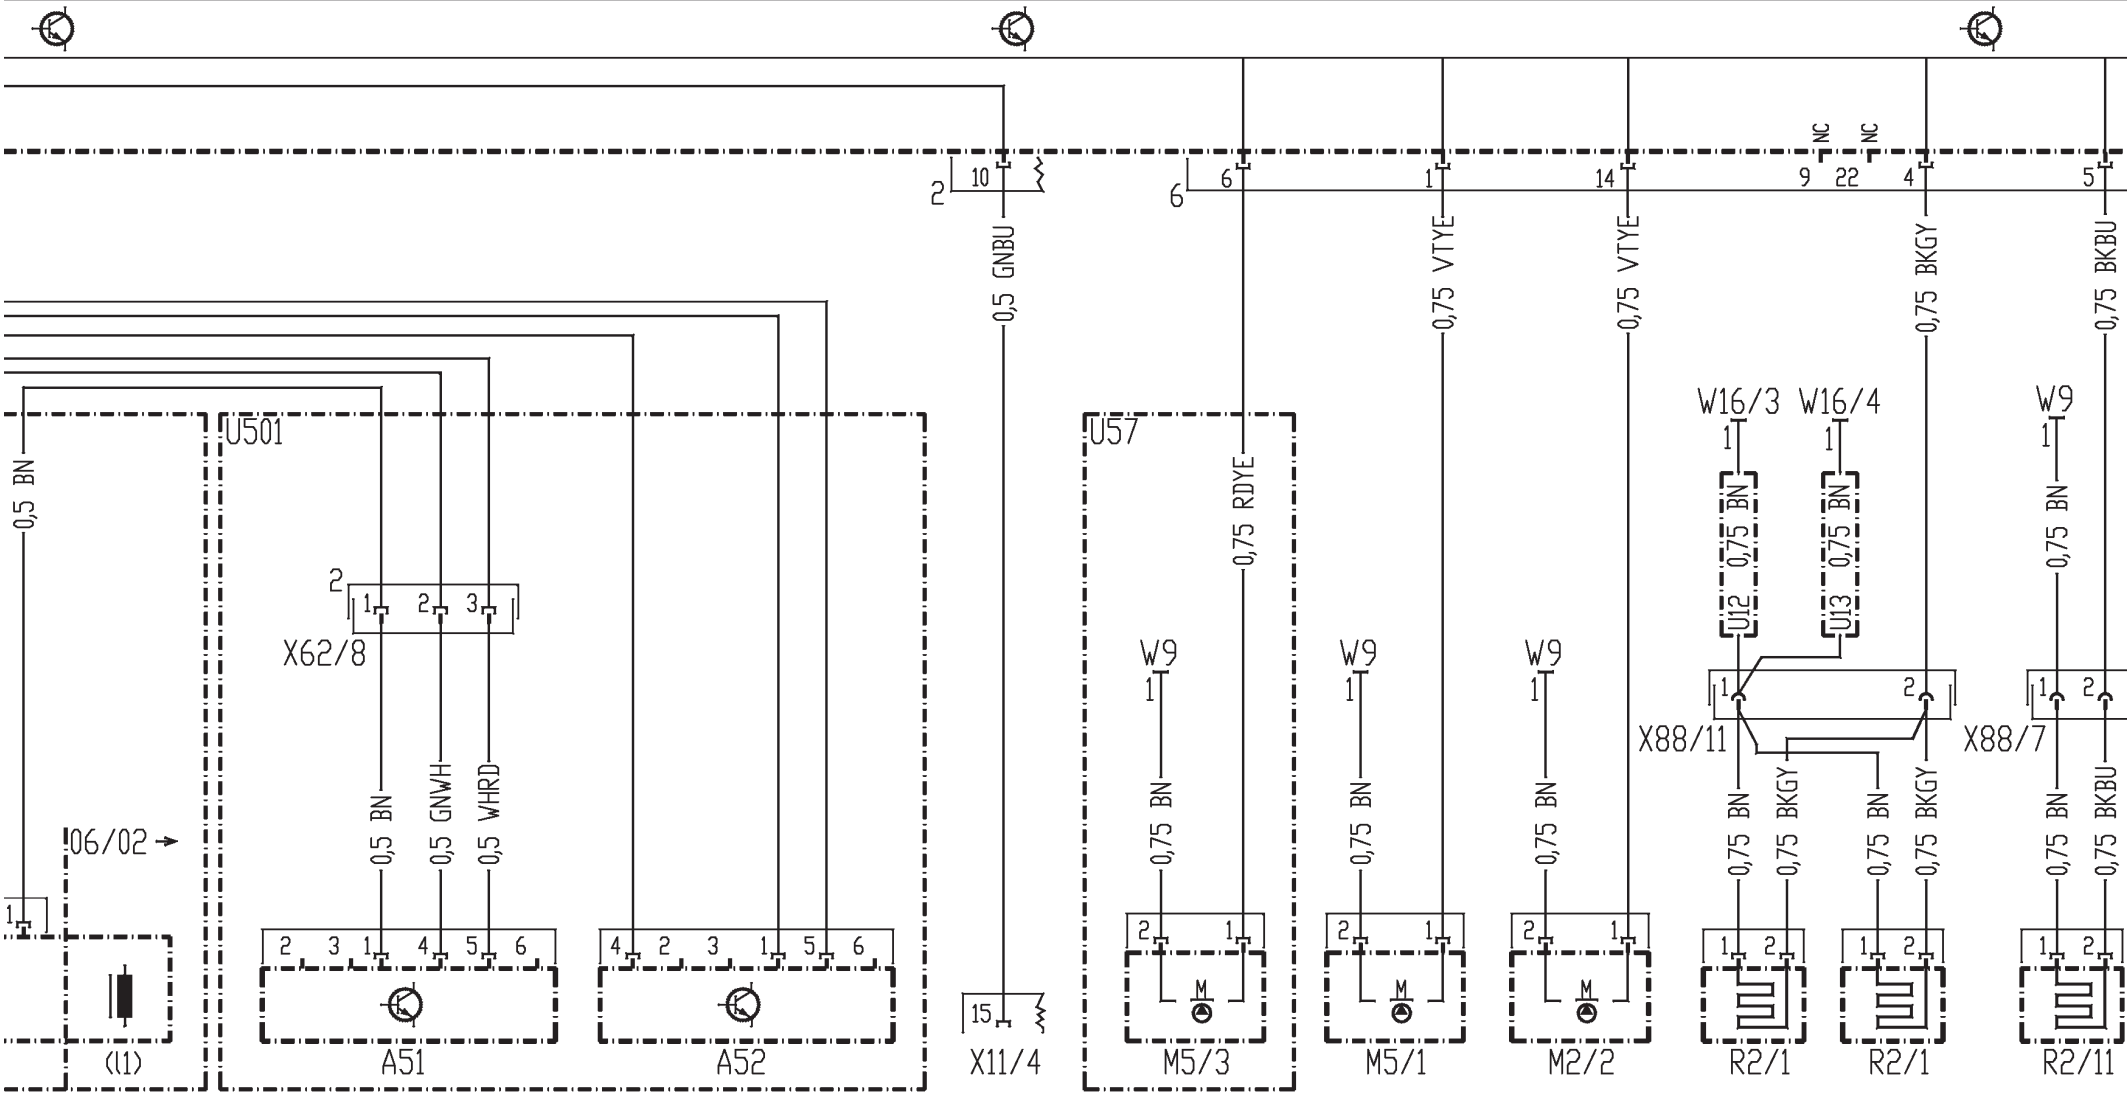 NC NC
10 6 1 14 9 22 4 5
2 6
0,5 GNBU
0,75 VTYE
0,75 VTYE
0,75 BKGY
0,75 BKBU
W16/3 W16/4 W9
1 1 1
U501 U57
0,5 BN
0,75 RDYE
0,75 BN
0,75 BN
0,75 BN
U12 U13
2
1 2 3
X62/8
W9 W9 W9
1 1 1
1 2 1 2
X88/11 X88/7
0,5 BN
0,5 GNWH
0,5 WHRD
0,75 BN
0,75 BN
0,75 BN
0,75 BN
0,75 BKGY
0,75 BN
0,75 BKGY
0,75 BN
0,75 BKBU
06/02
1
2 3 1 4 5 6
4 2 3 1 5 6
2 1 2 1 2 1
1 2 1 2 1 2
15
M M M
(l1) A51 A52 X11/4 M5/3 M5/1 M2/2 R2/1 R2/1 R2/11